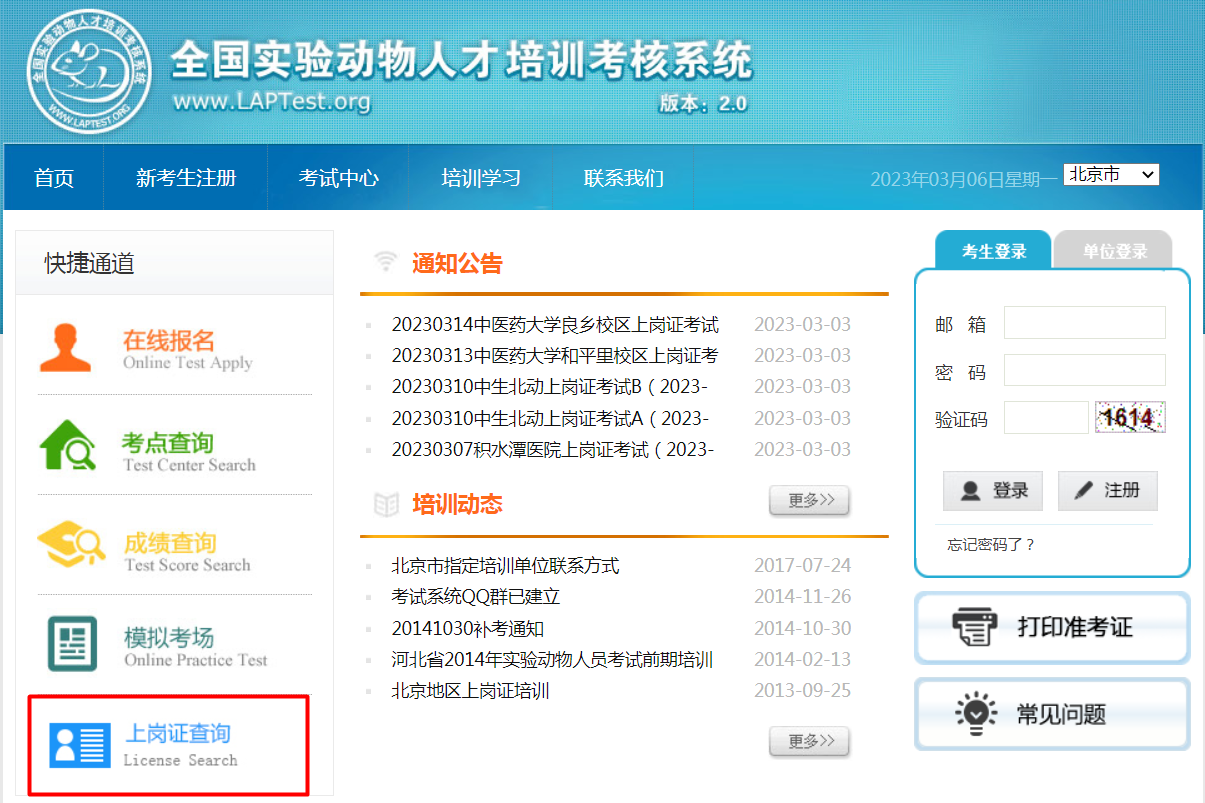 全国实验动物人才培训考核系统
WWW.LAPTEST.ORG
全国实验动物人才培训考核系统
www.LAPTest.org
版本：2.0
首页
新考生注册
考试中心
培训学习
联系我们
2023年03月06日星期一
北京市
快捷通道
在线报名
Online Test Apply
考点查询
Test Center Search
成绩查询
Test Score Search
模拟考场
Online Practice Test
上岗证查询
License Search
通知公告
20230314中医药大学良乡校区上岗证考试 2023-03-03
20230313中医药大学和平里校区上岗证考 2023-03-03
20230310中生北动上岗证考试B（2023- 2023-03-03
20230310中生北动上岗证考试A（2023- 2023-03-03
20230307积水潭医院上岗证考试（2023- 2023-03-03
更多>>
培训动态
北京市指定培训单位联系方式 2017-07-24
考试系统QQ群已建立 2014-11-26
20141030补考通知 2014-10-30
河北省2014年实验动物人员考试前期培训 2014-02-13
北京地区上岗证培训 2013-09-25
更多>>
考生登录
单位登录
邮 箱
密 码
验证码
1614
登录
注册
忘记密码了？
打印准考证
常见问题